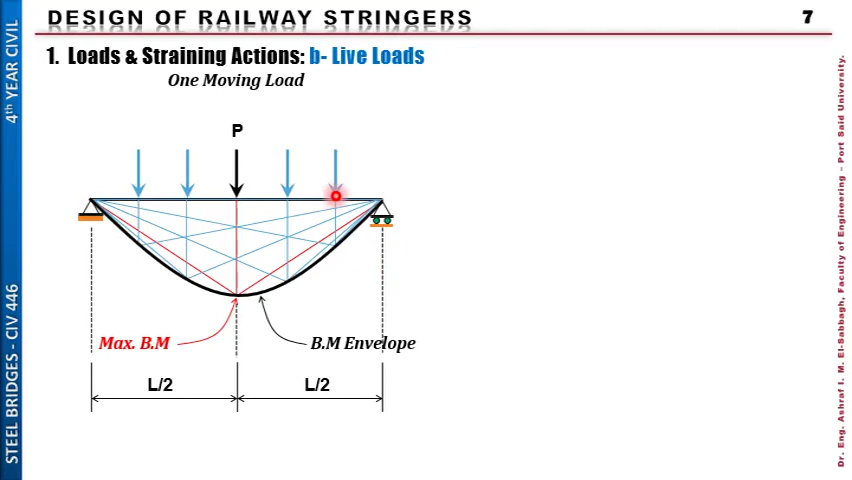 DESIGN OF RAILWAY STRINGERS
7
1. Loads & Straining Actions: b- Live Loads
One Moving Load
P
Max. B.M
B.M Envelope
L/2
L/2
4th YEAR CIVIL
STEEL BRIDGES - CIV 446
Dr. Eng. Ashraf I. M. El-Sabbagh, Faculty of Engineering – Port Said University.